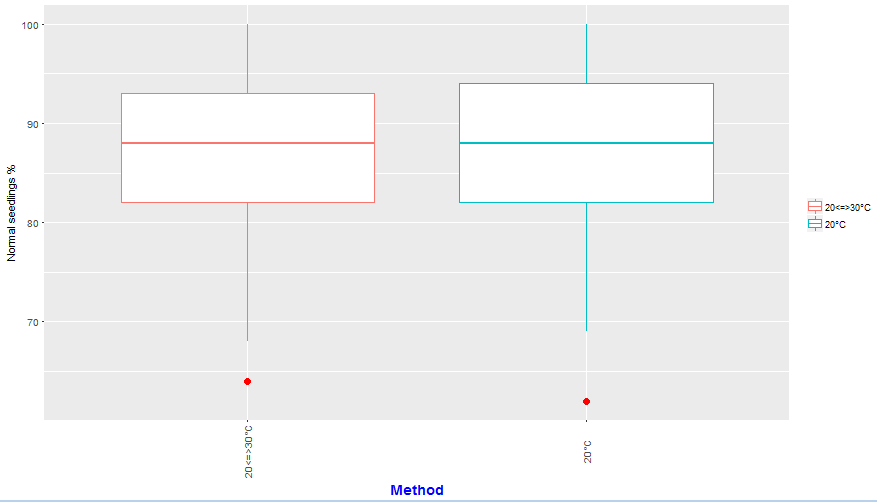 100
90
80
70
Normal seedlings %
20<=>30°C
20°C
Method
20<=>30°C
20°C